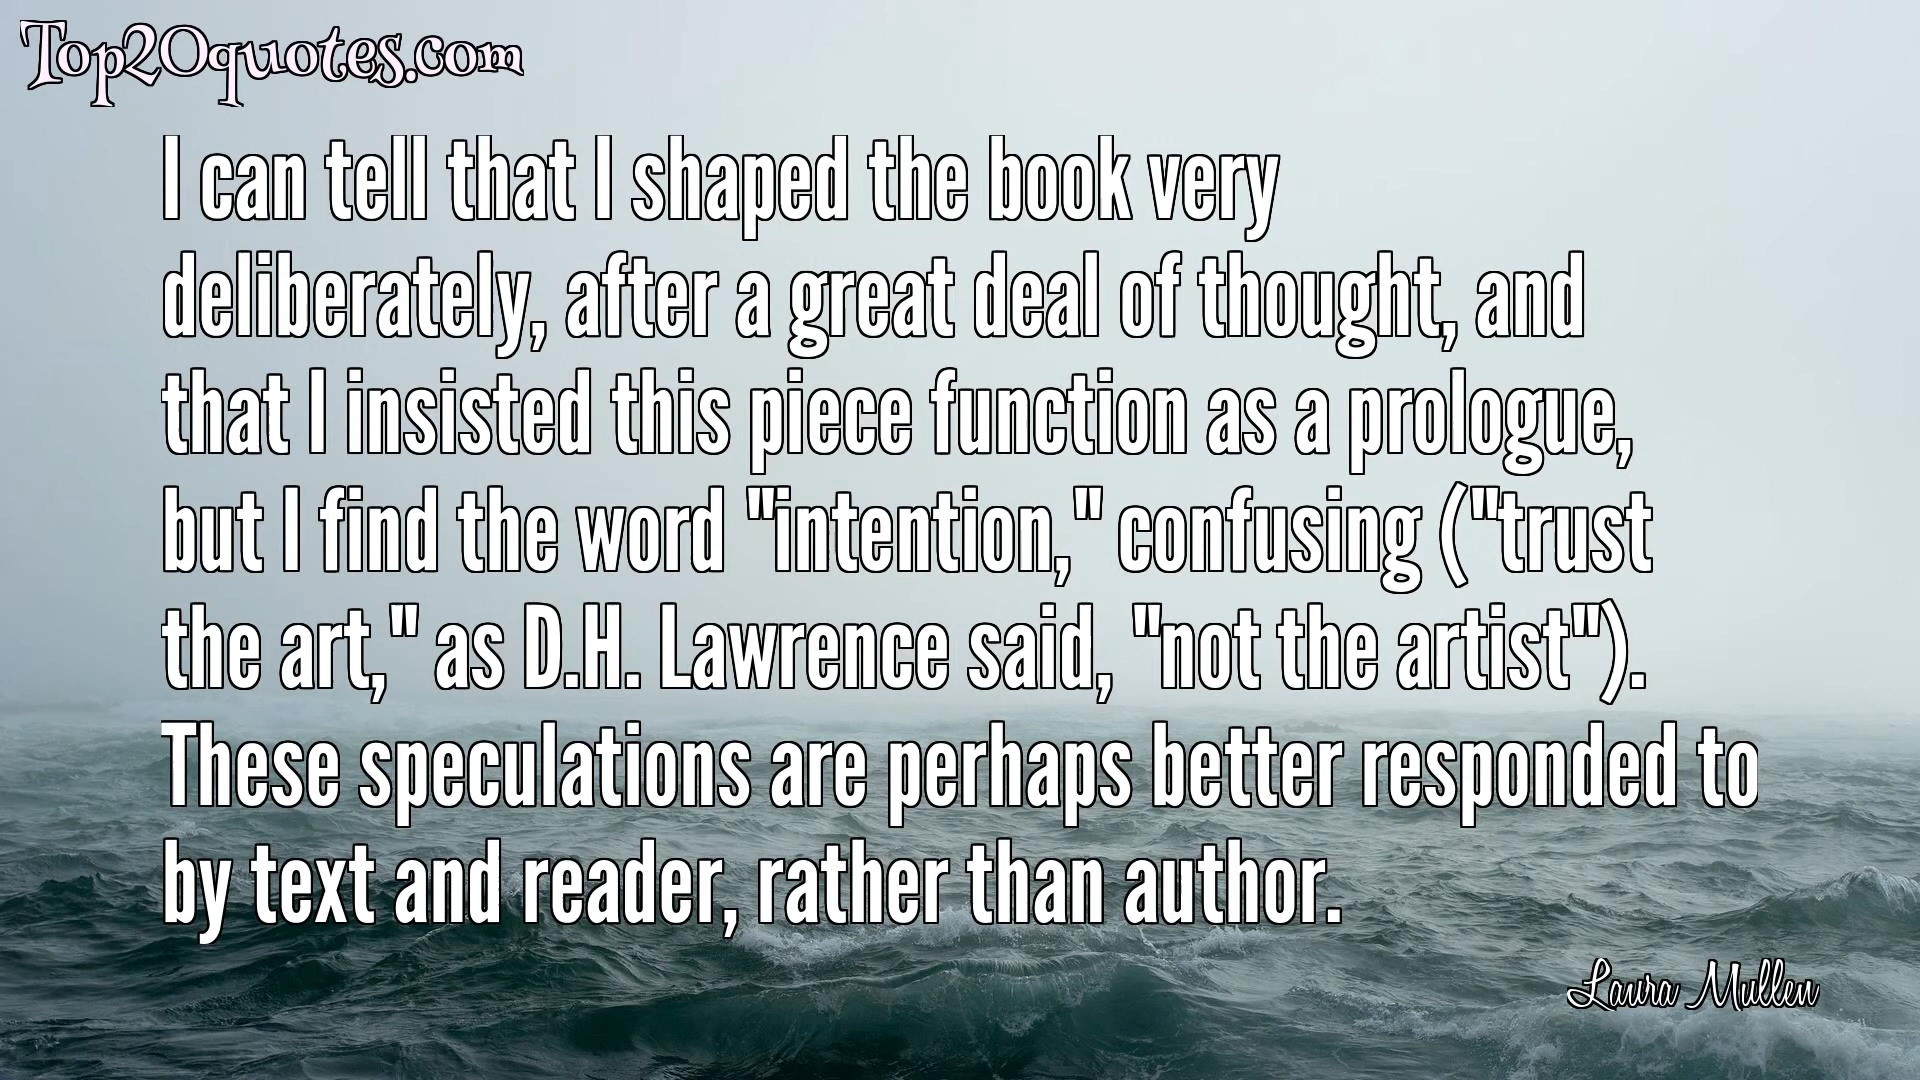 Top20quotes.com
I can tell that I shaped the book very
deliberately, after a great deal of thought, and
that I insisted this piece function as a prologue,
but I find the word "intention," confusing ("trust
the art," as D.H. Lawrence said, "not the artist").
These speculations are perhaps better responded to
by text and reader, rather than author.
Laura Mullen